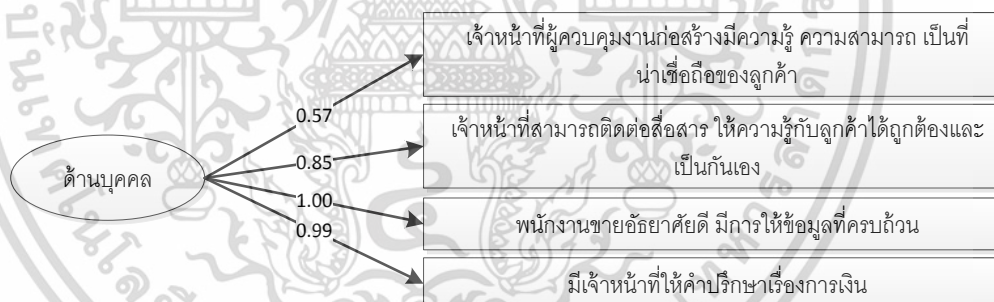 เจ้าหน้าที่ผู้ควบคุมงานก่อสร้างมีความรู้ ความสามารถ เป็นที่
น่าเชื่อถือของลูกค้า
0.57
เจ้าหน้าที่สามารถติดต่อสื่อสาร ให้ความรู้กับลูกค้าได้ถูกต้องและ
เป็นกันเอง
0.85
ด้านบุคคล
1.00
พนักงานขายอัธยาศัยดี มีการให้ข้อมูลที่ครบถ้วน
0.99
มีเจ้าหน้าที่ให้คำปรึกษาเรื่องการเงิน